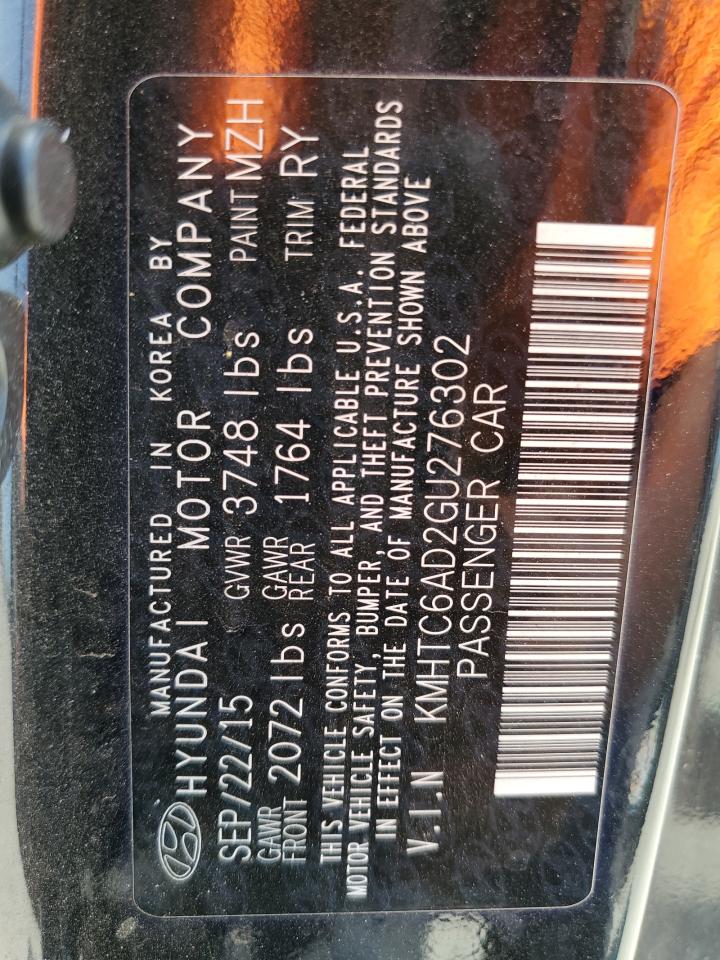 MANUFACTURED IN KOREA BY
HYUNDAI MOTOR COMPANY
SEP/22/15 GVWR 3748 lbs PAINT MZH
GAWR FRONT 2072 lbs GAWR REAR 1764 lbs TRIM RY
THIS VEHICLE CONFORMS TO ALL APPLICABLE U.S.A. FEDERAL
MOTOR VEHICLE SAFETY, BUMPER, AND THEFT PREVENTION STANDARDS
IN EFFECT ON THE DATE OF MANUFACTURE SHOWN ABOVE
V.I.N KMHTC6AD2GU276302
PASSENGER CAR